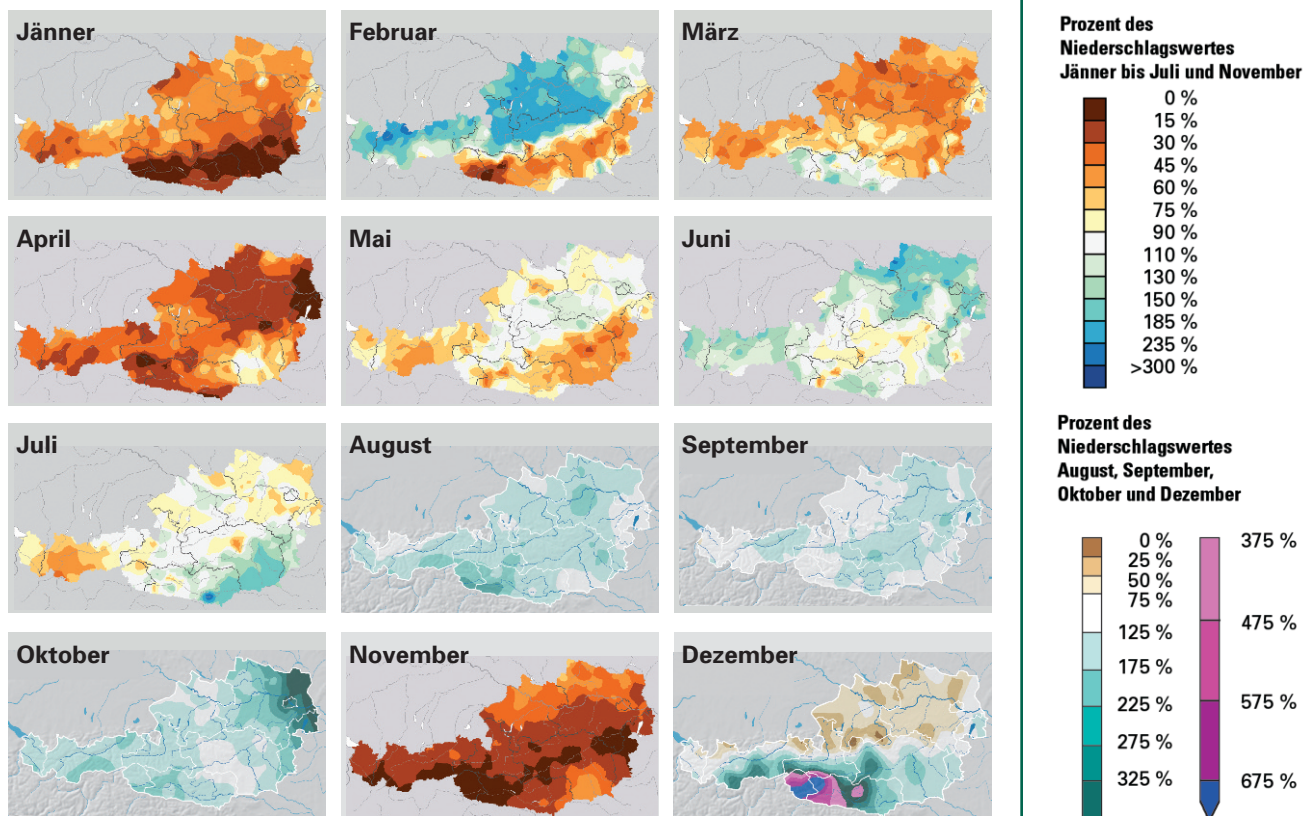 Jänner
Februar
März
April
Mai
Juni
Juli
August
September
Oktober
November
Dezember
Prozent des
Niederschlagswertes
Jänner bis Juli und November
0 %
15 %
30 %
45 %
60 %
75 %
90 %
110 %
130 %
150 %
185 %
235 %
>300 %
Prozent des
Niederschlagswertes
August, September,
Oktober und Dezember
0 %
25 %
50 %
75 %
125 %
175 %
225 %
275 %
325 %
375 %
475 %
575 %
675 %